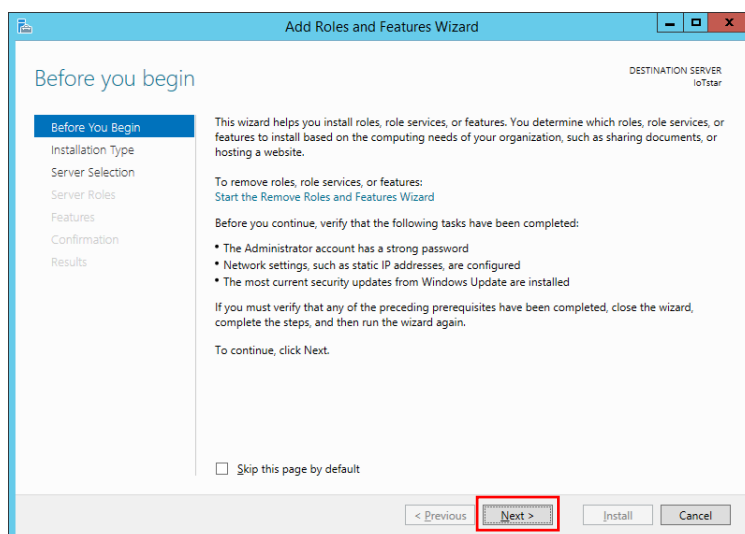 Add Roles and Features Wizard
Before you begin
DESTINATION SERVER
IoTstar
Before You Begin
Installation Type
Server Selection
Server Roles
Features
Confirmation
Results
This wizard helps you install roles, role services, or features. You determine which roles, role services, or
features to install based on the computing needs of your organization, such as sharing documents, or
hosting a website.
To remove roles, role services, or features:
Start the Remove Roles and Features Wizard
Before you continue, verify that the following tasks have been completed:
• The Administrator account has a strong password
• Network settings, such as static IP addresses, are configured
• The most current security updates from Windows Update are installed
If you must verify that any of the preceding prerequisites have been completed, close the wizard,
complete the steps, and then run the wizard again.
To continue, click Next.
Skip this page by default
< Previous Next > Install Cancel